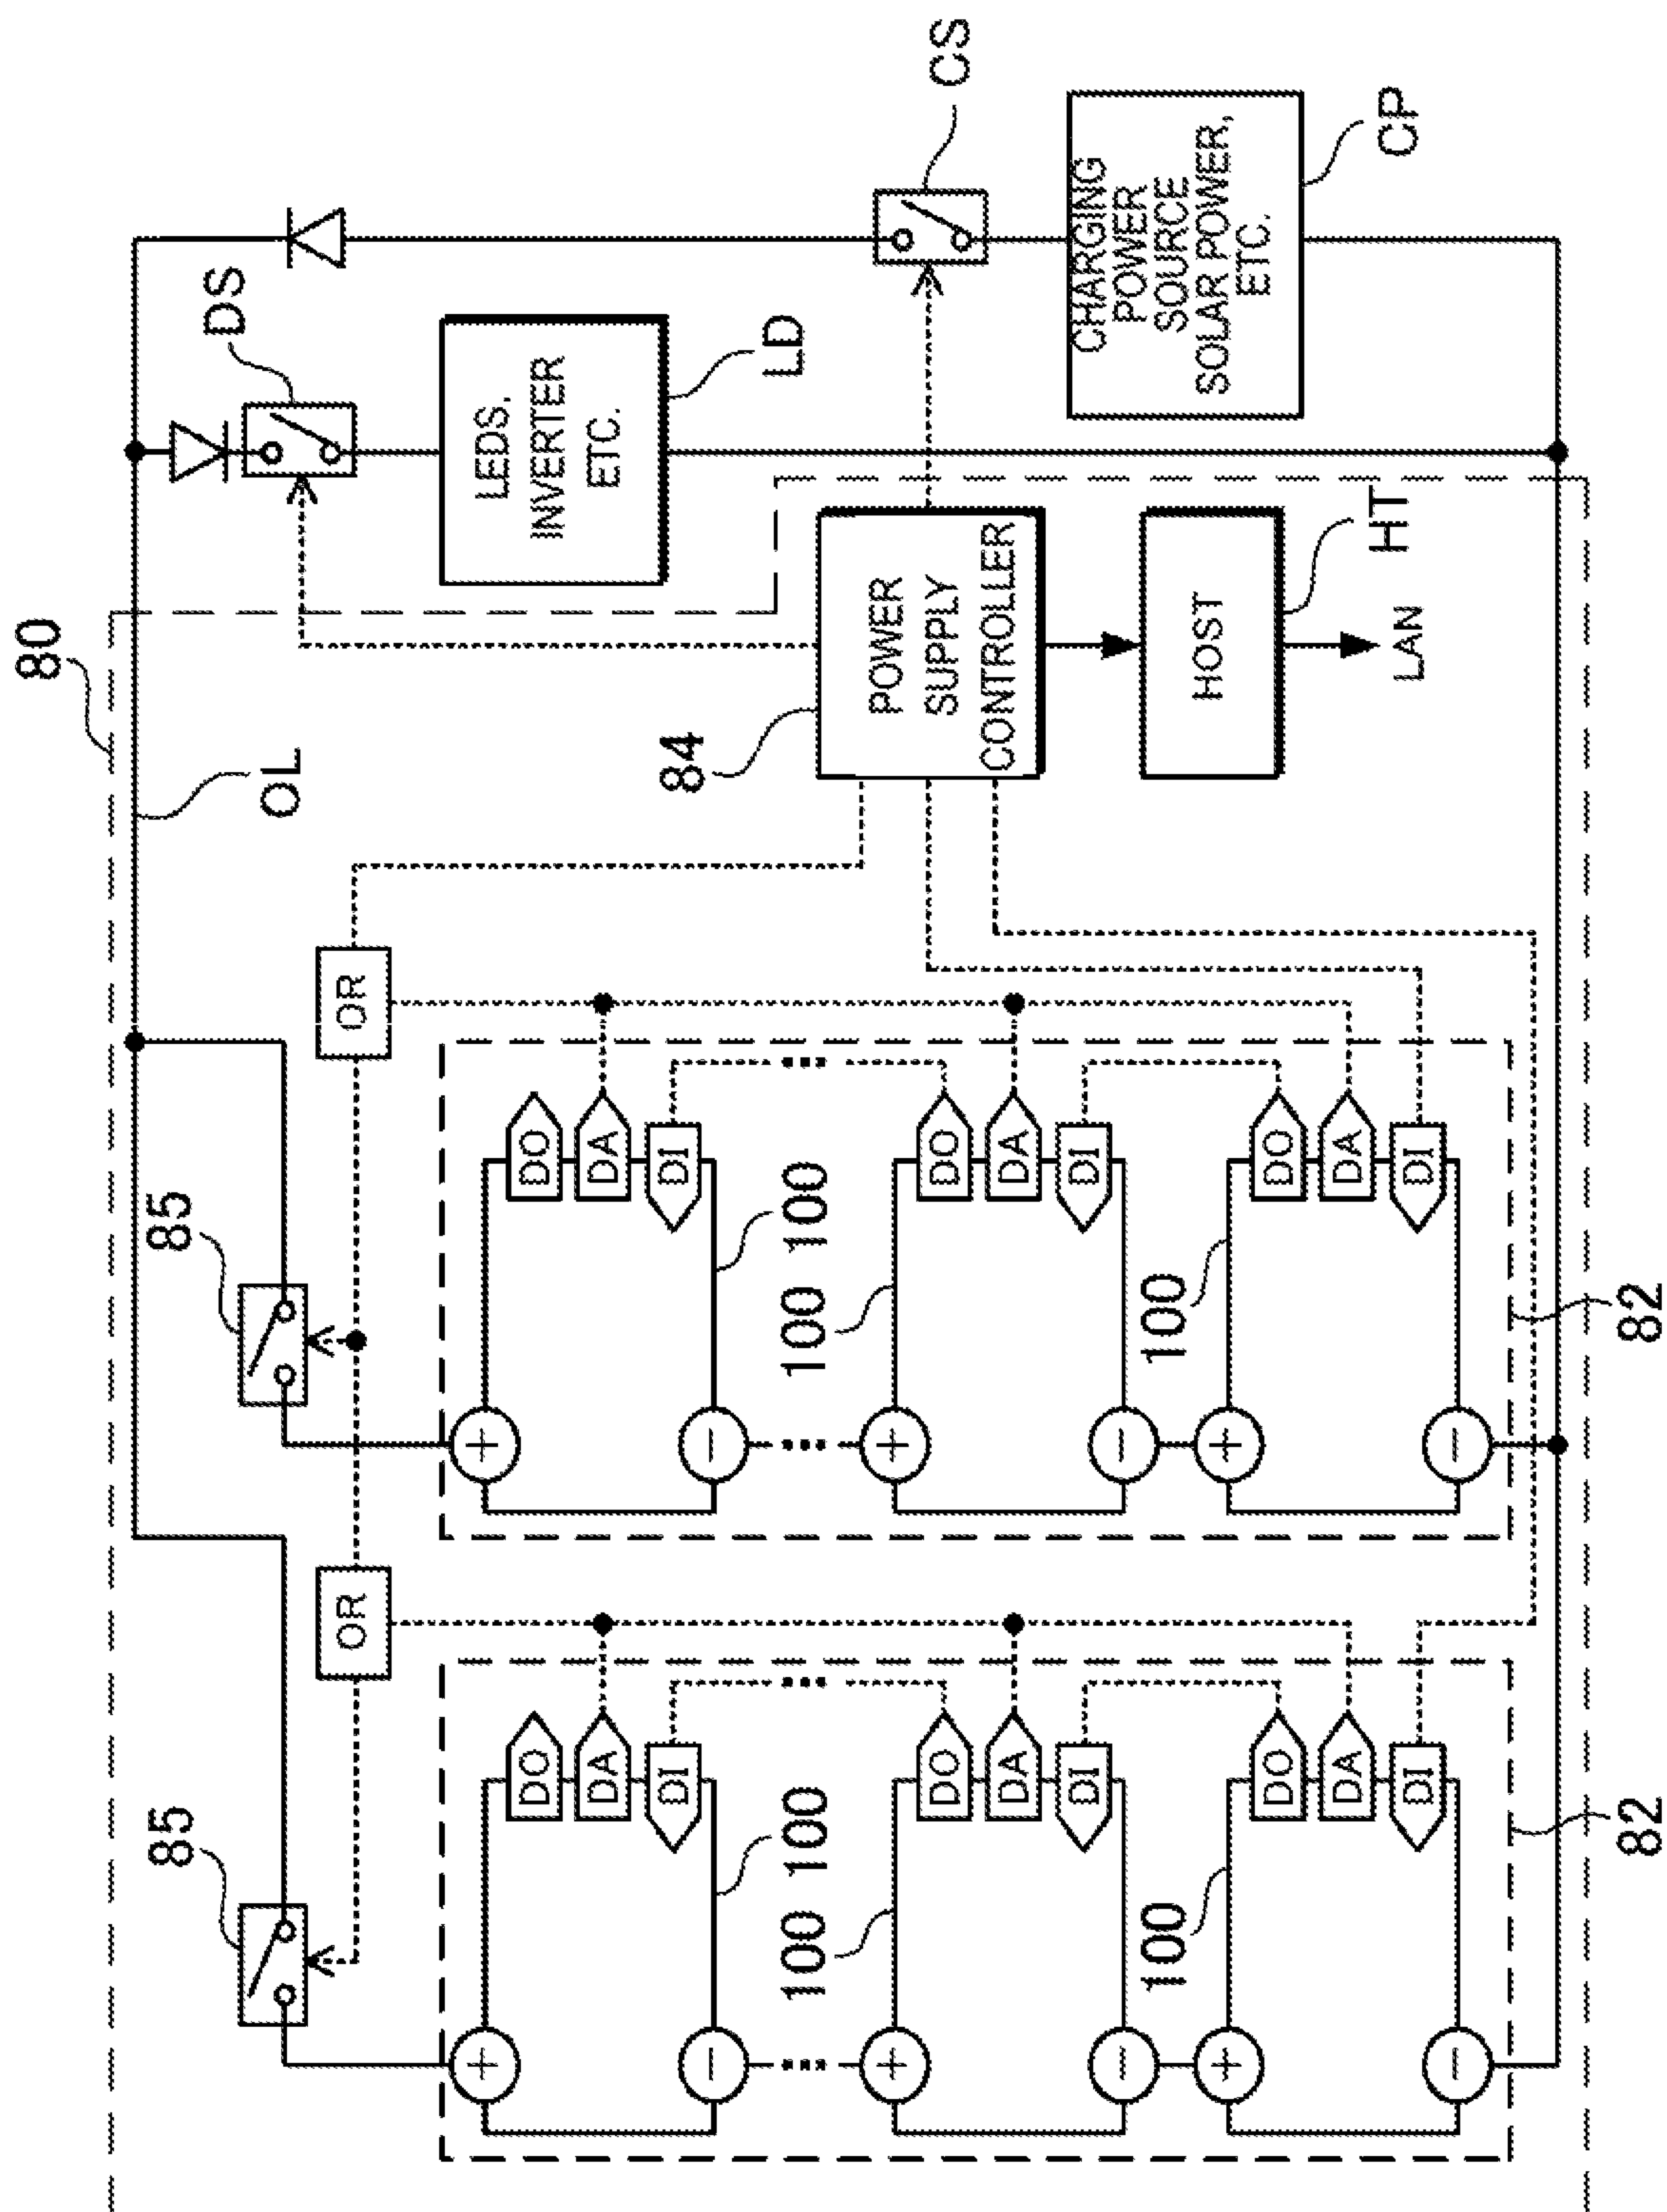 80
OL
DS
CS
LEDS.
INVERTER
ETC.
LD
CHARGING
POWER
SOURCE
SOLAR POWER,
ETC.
CP
84
POWER
SUPPLY
CONTROLLER
HOST
HT
LAN
85
OR
85
OR
DO
DA
DI
...
100
...
100
DO
DA
DI
100
DO
DA
DI
+
−
+
−
+
−
82
DO
DA
DI
...
100
...
100
DO
DA
DI
100
DO
DA
DI
+
−
+
−
+
−
82